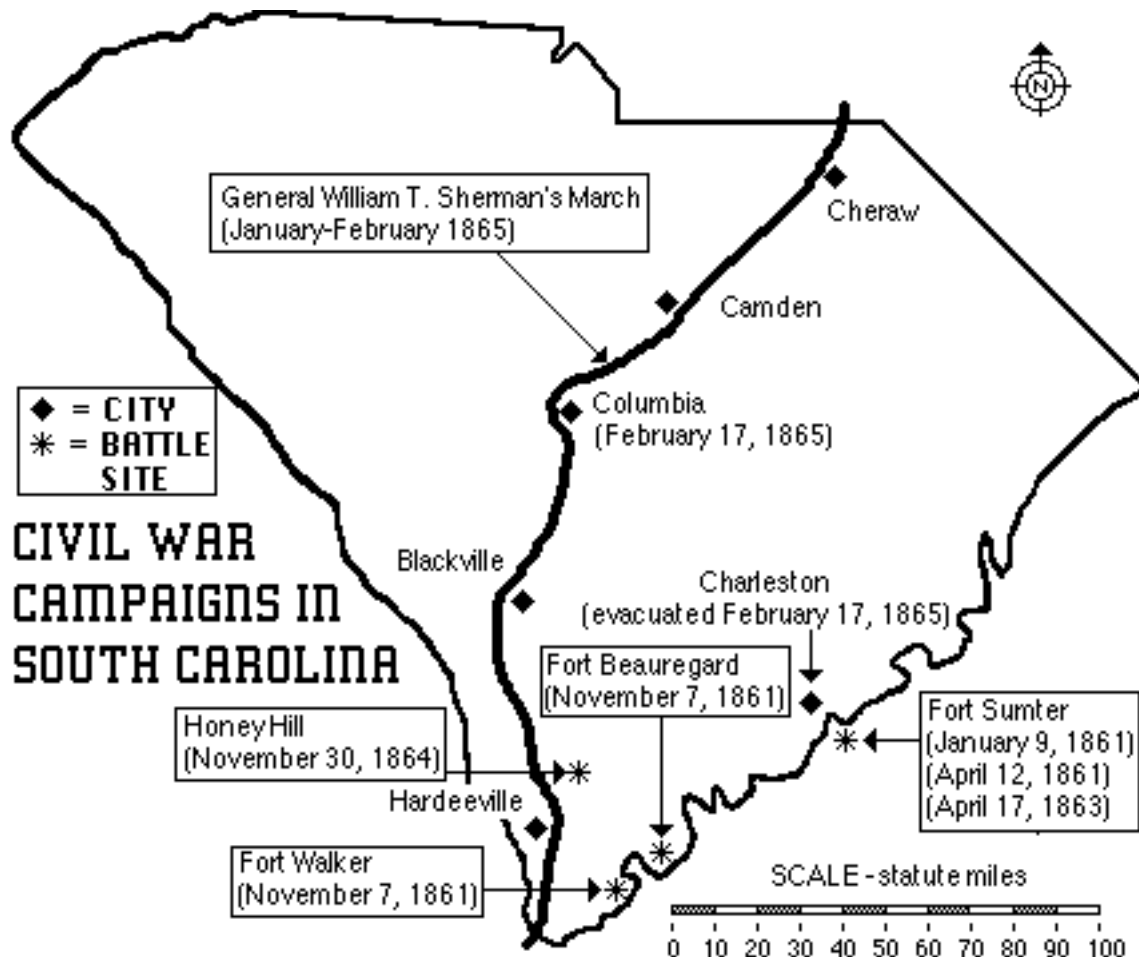 N
General William T. Sherman's March
(January-February 1865)
Cheraw
Camden
Columbia
(February 17, 1865)
◆ = CITY
✳ = BATTLE
SITE
CIVIL WAR
CAMPAIGNS IN
SOUTH CAROLINA
Blackville
Charleston
(evacuated February 17, 1865)
Fort Beauregard
(November 7, 1861)
Honey Hill
(November 30, 1864)
Fort Sumter
(January 9, 1861)
(April 12, 1861)
(April 17, 1863)
Hardeeville
Fort Walker
(November 7, 1861)
SCALE - statute miles
0 10 20 30 40 50 60 70 80 90 100